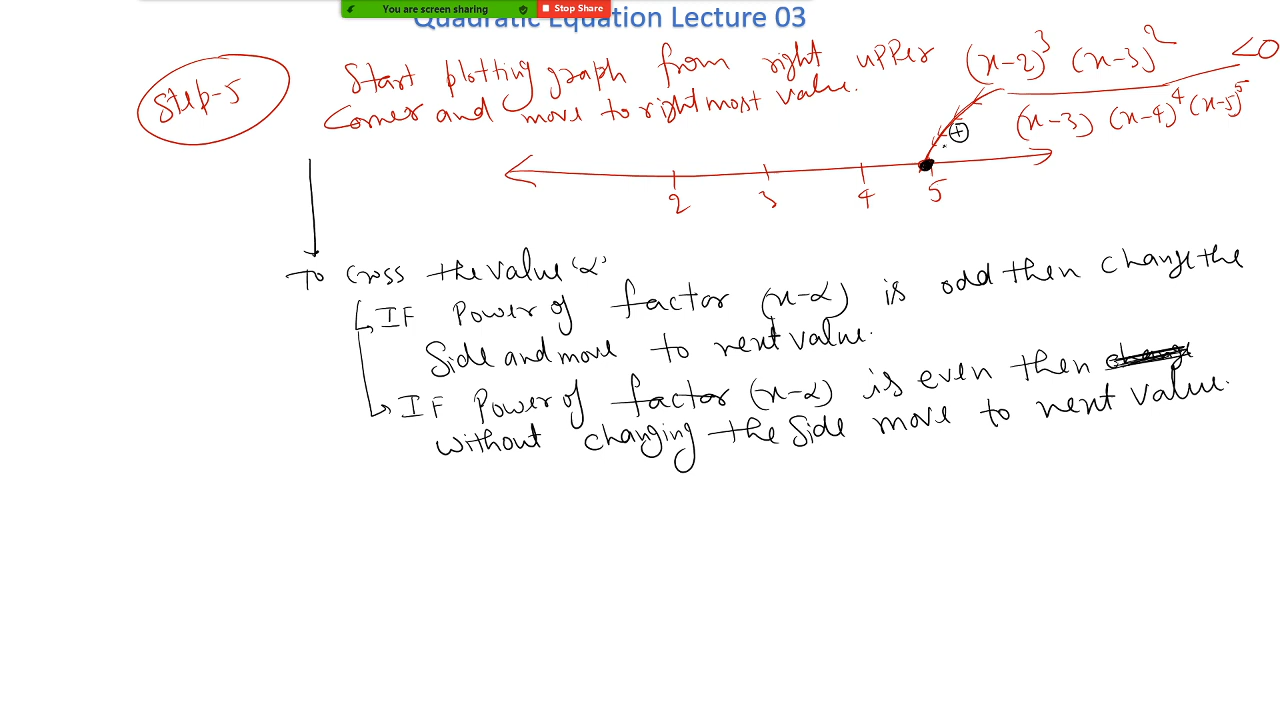 You are screen sharing
Stop Share
Quadratic Equation Lecture 03
Step-5
Start plotting graph from right upper
Corner and move to right most value.
(x-2)³ (x-3)² <0
(x-3) (x-4)⁴ (x-5)⁵
+
2 3 4 5
To Cross the value 'α'
IF Power of factor (x-α) is odd then change the
Side and move to next value.
IF Power of factor (x-α) is even then
without changing the Side move to next value.